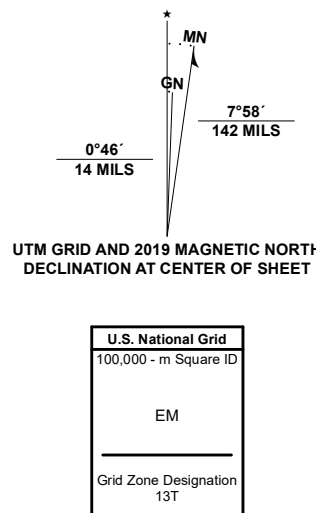 ★
MN
GN
7°58´
142 MILS
0°46´
14 MILS
UTM GRID AND 2019 MAGNETIC NORTH
DECLINATION AT CENTER OF SHEET
U.S. National Grid
100,000 - m Square ID
EM
Grid Zone Designation
13T